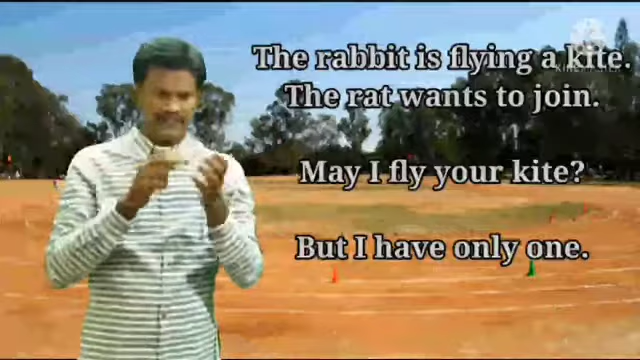 The rabbit is flying a kite.
The rat wants to join.
May I fly your kite?
But I have only one.